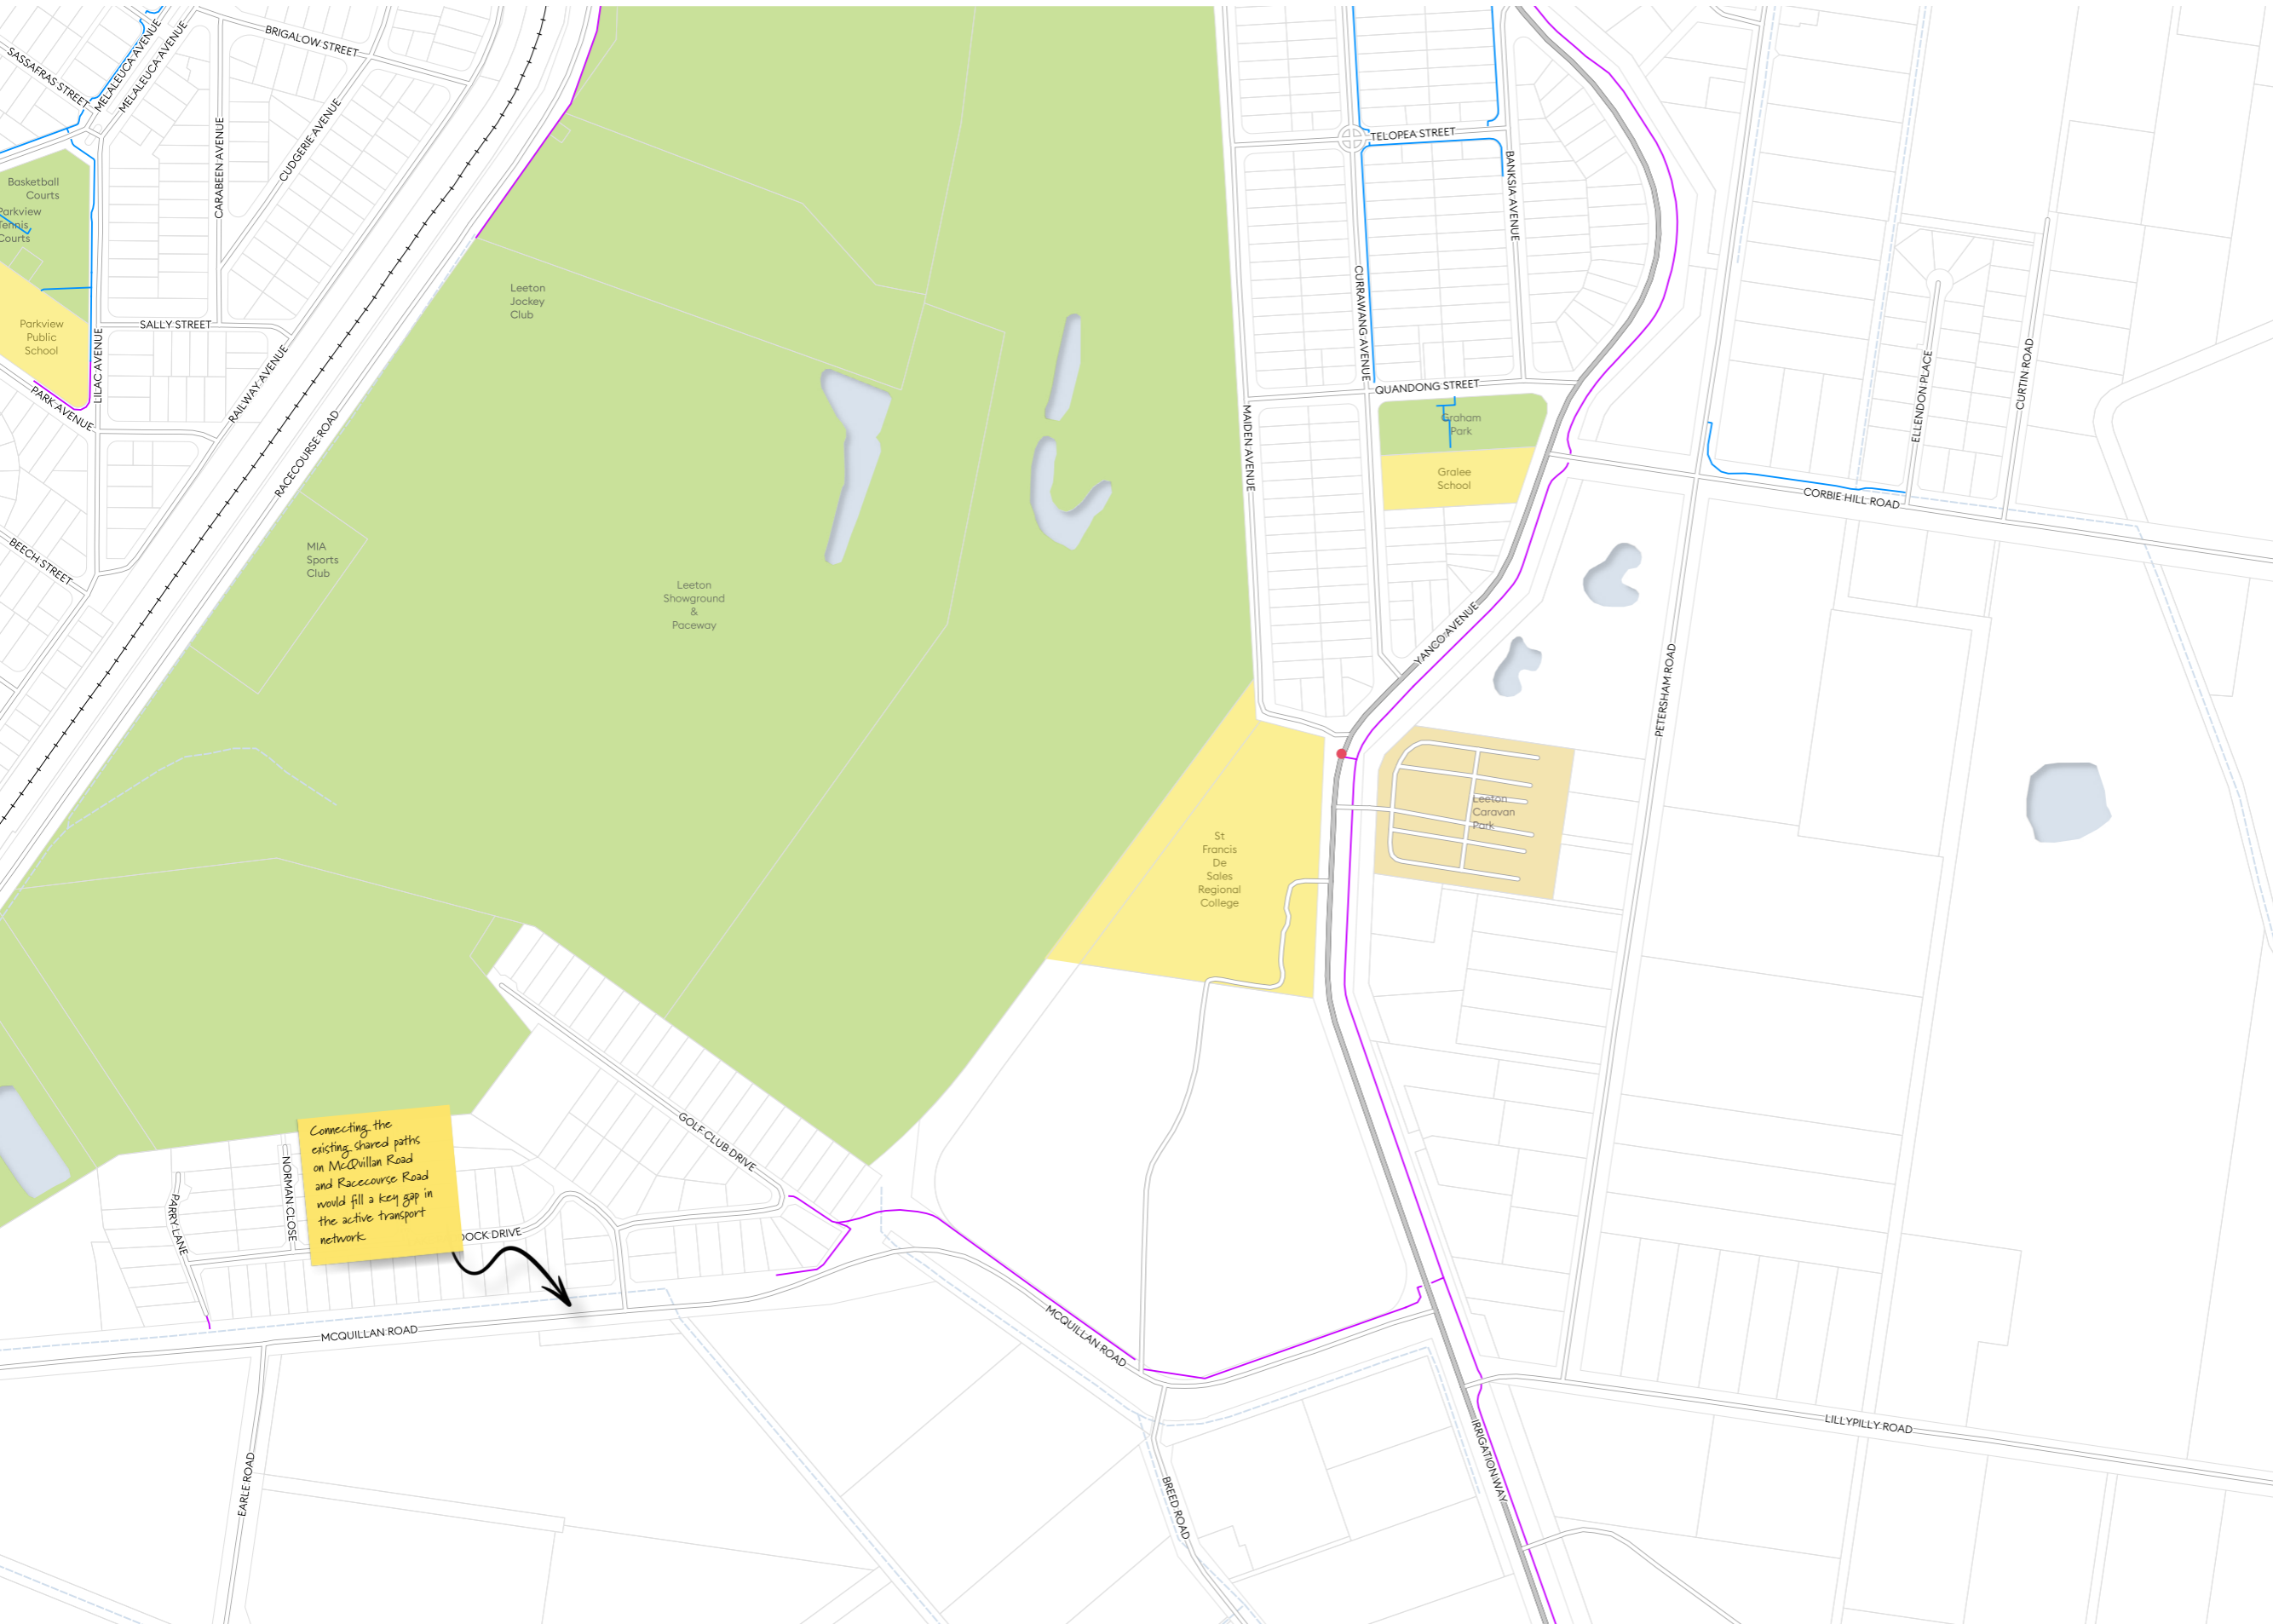 BRIGALOW STREET
SASSAFRAS STREET
MELALEUCA AVENUE
MELALEUCA AVENUE
CARABEEN AVENUE
CUDGERIE AVENUE
TELOPEA STREET
BANKSIA AVENUE
Basketball
Courts
Parkview
Tennis
Courts
Leeton
Jockey
Club
CURRAWANG AVENUE
Parkview
Public
School
SALLY STREET
LILAC AVENUE
RAILWAY AVENUE
PARK AVENUE
RACECOURSE ROAD
QUANDONG STREET
MAIDEN AVENUE
Graham
Park
Gralee
School
ELLENDON PLACE
CURTIN ROAD
CORBIE HILL ROAD
BEECH STREET
MIA
Sports
Club
Leeton
Showground
&
Paceway
YANCO AVENUE
PETERSHAM ROAD
Leeton
Caravan
Park
St
Francis
De
Sales
Regional
College
GOLF CLUB DRIVE
Connecting the
existing shared paths
on McQuillan Road
and Racecourse Road
would fill a key gap in
the active transport
network.
NORMAN CLOSE
PARRY LANE
DOCK DRIVE
MCQUILLAN ROAD
MCQUILLAN ROAD
LILLYPILLY ROAD
IRRIGATION WAY
EARLE ROAD
BREED ROAD